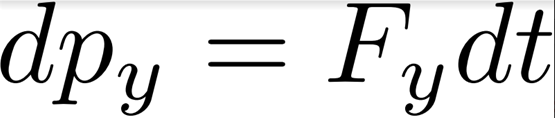 $dp_y = F_y dt$